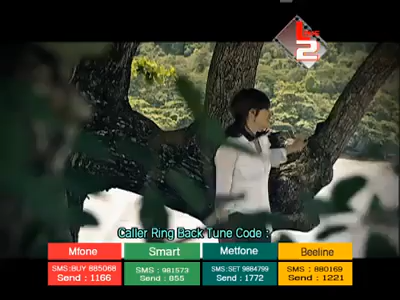 2
Caller Ring Back Tune Code :
Mfone Smart Metfone Beeline
SMS:BUY 885068 SMS : 981573 SMS:SET 9884799 SMS : 880169
Send : 1166 Send : 855 Send : 1772 Send : 1221